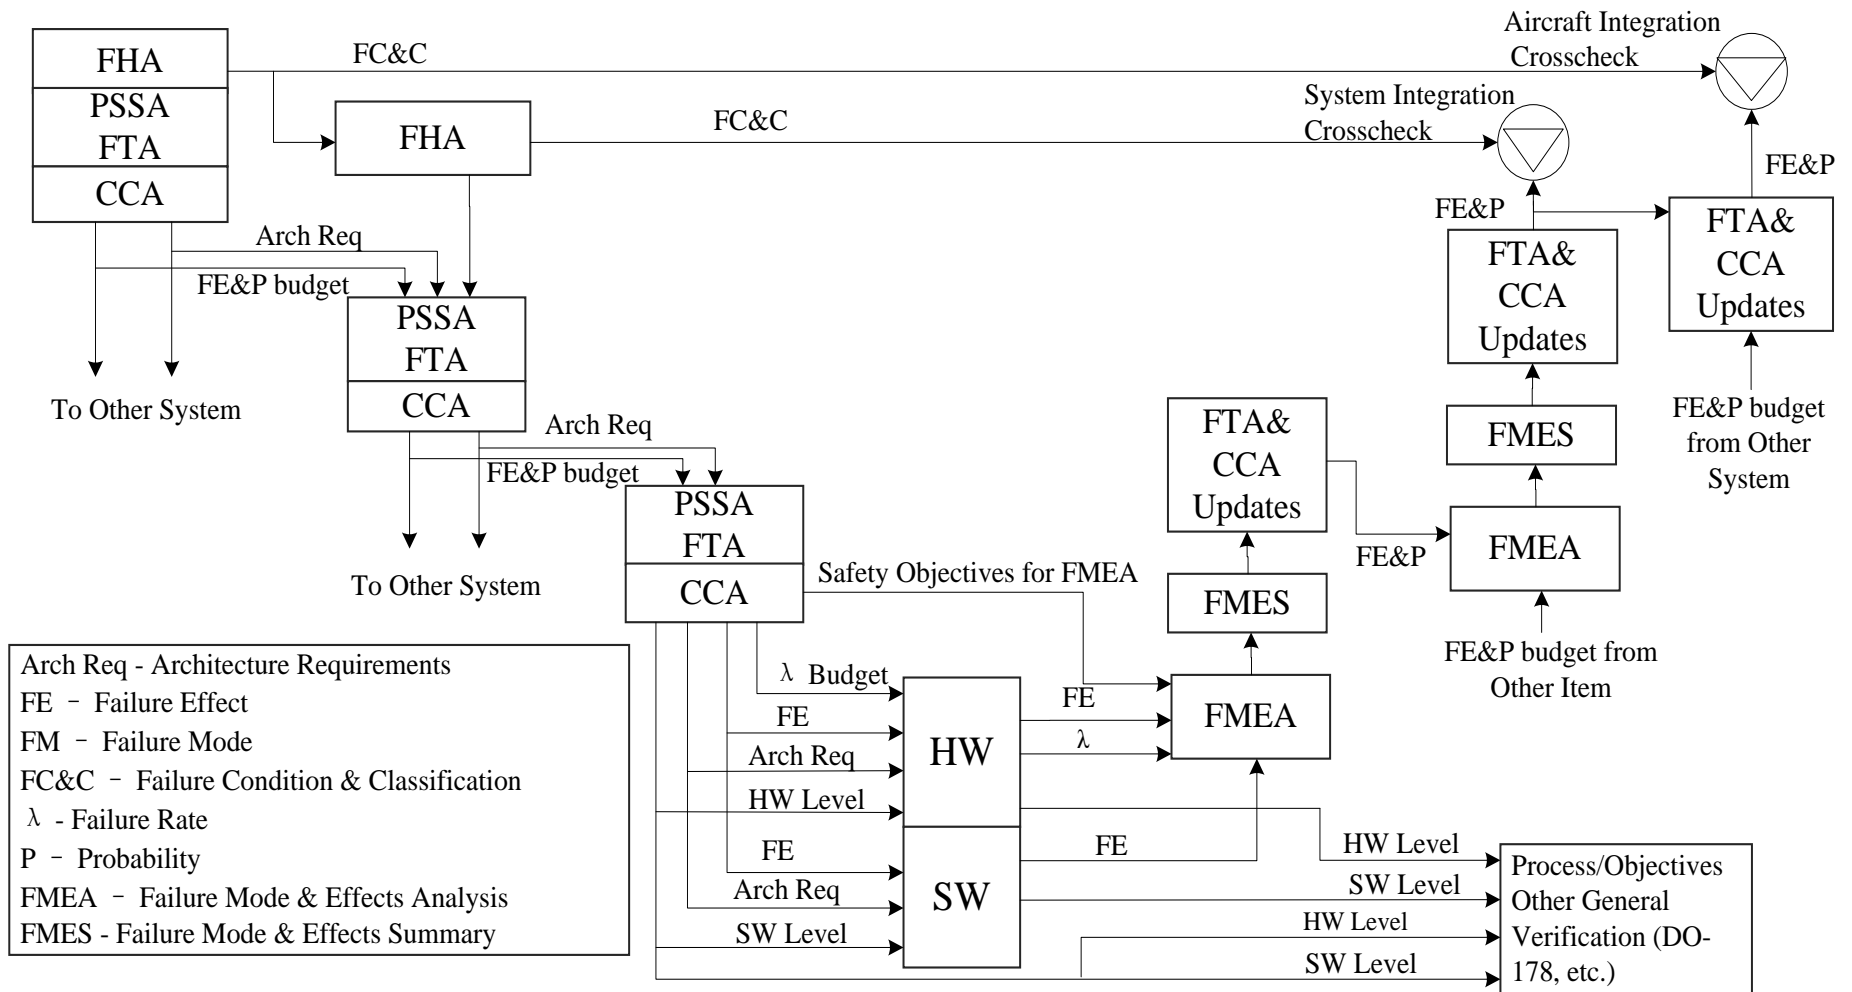 Aircraft Integration
Crosscheck
FHA
FC&C
PSSA
FTA
CCA
FHA
FC&C
System Integration
Crosscheck
FE&P
FE&P
FTA&
CCA
Updates
FTA&
CCA
Updates
Arch Req
FE&P budget
PSSA
FTA
CCA
To Other System
FE&P budget
from Other
System
FMES
FTA&
CCA
Updates
Arch Req
FE&P budget
PSSA
FTA
CCA
FMEA
FE&P
To Other System
Safety Objectives for FMEA
FMES
FE&P budget from
Other Item
Arch Req - Architecture Requirements
FE - Failure Effect
FM - Failure Mode
FC&C - Failure Condition & Classification
λ - Failure Rate
P - Probability
FMEA - Failure Mode & Effects Analysis
FMES - Failure Mode & Effects Summary
λ Budget
FE
Arch Req
HW Level
HW
FE
λ
FMEA
FE
Arch Req
SW Level
SW
FE
HW Level
SW Level
HW Level
SW Level
Process/Objectives
Other General
Verification (DO-
178, etc.)